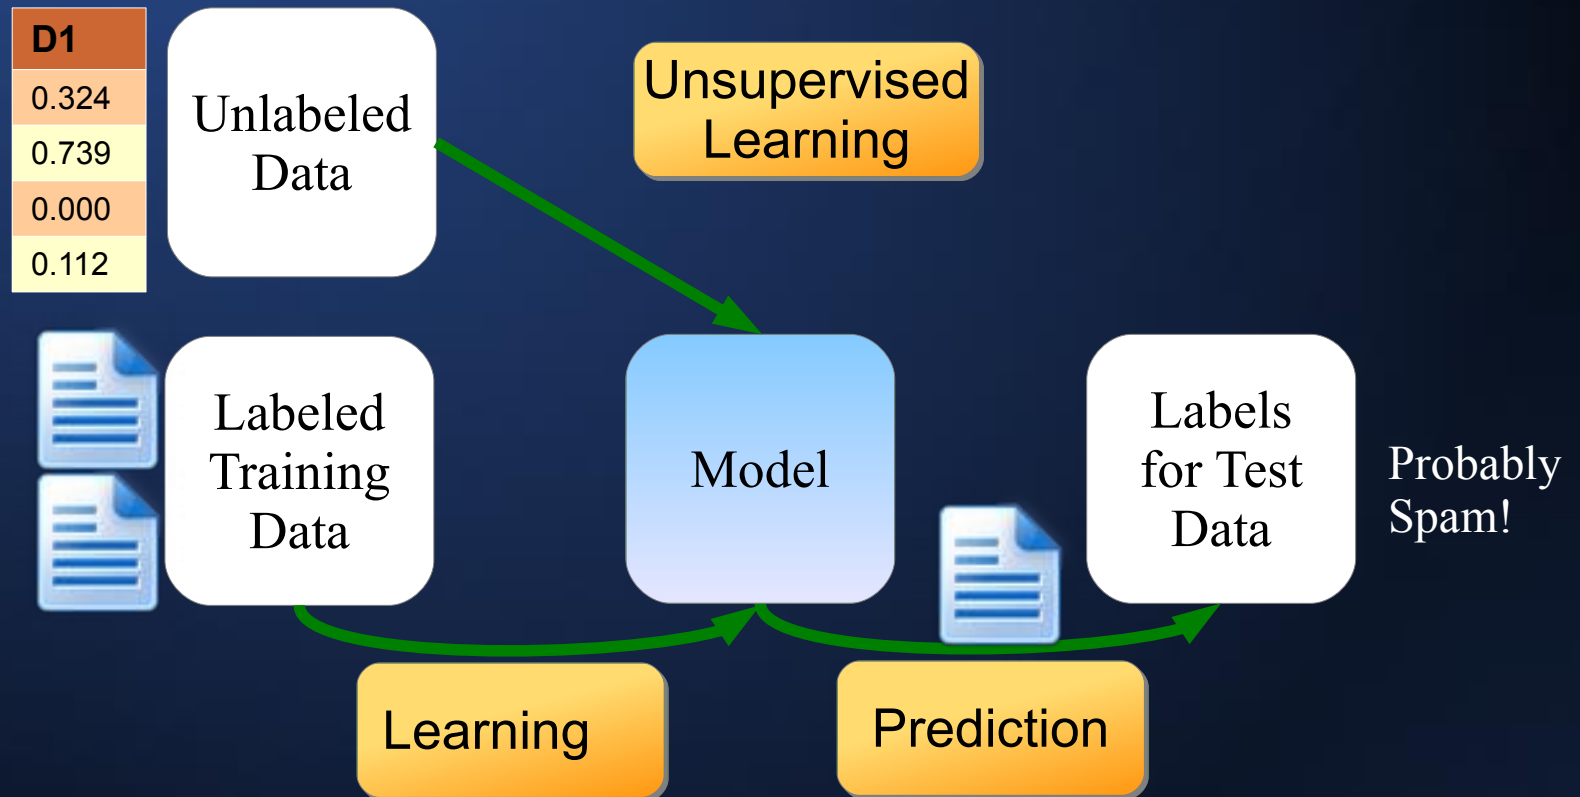 D1
0.324
0.739
0.000
0.112
Unlabeled
Data
Unsupervised
Learning
Labeled
Training
Data
Model
Labels
for Test
Data
Probably
Spam!
Learning
Prediction